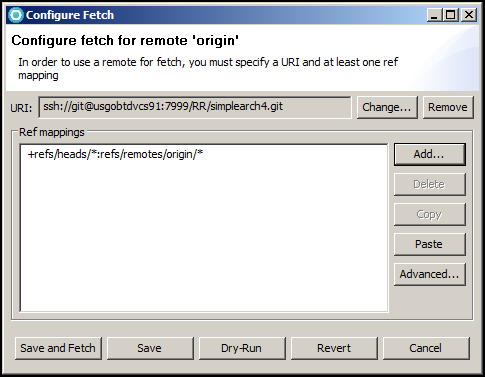 Configure Fetch
Configure fetch for remote 'origin'
In order to use a remote for fetch, you must specify a URI and at least one ref
mapping
URI: ssh://git@usgobtdvcs91:7999/RR/simplearch4.git Change... Remove
Ref mappings
+refs/heads/*:refs/remotes/origin/*
Add...
Delete
Copy
Paste
Advanced...
Save and Fetch Save Dry-Run Revert Cancel